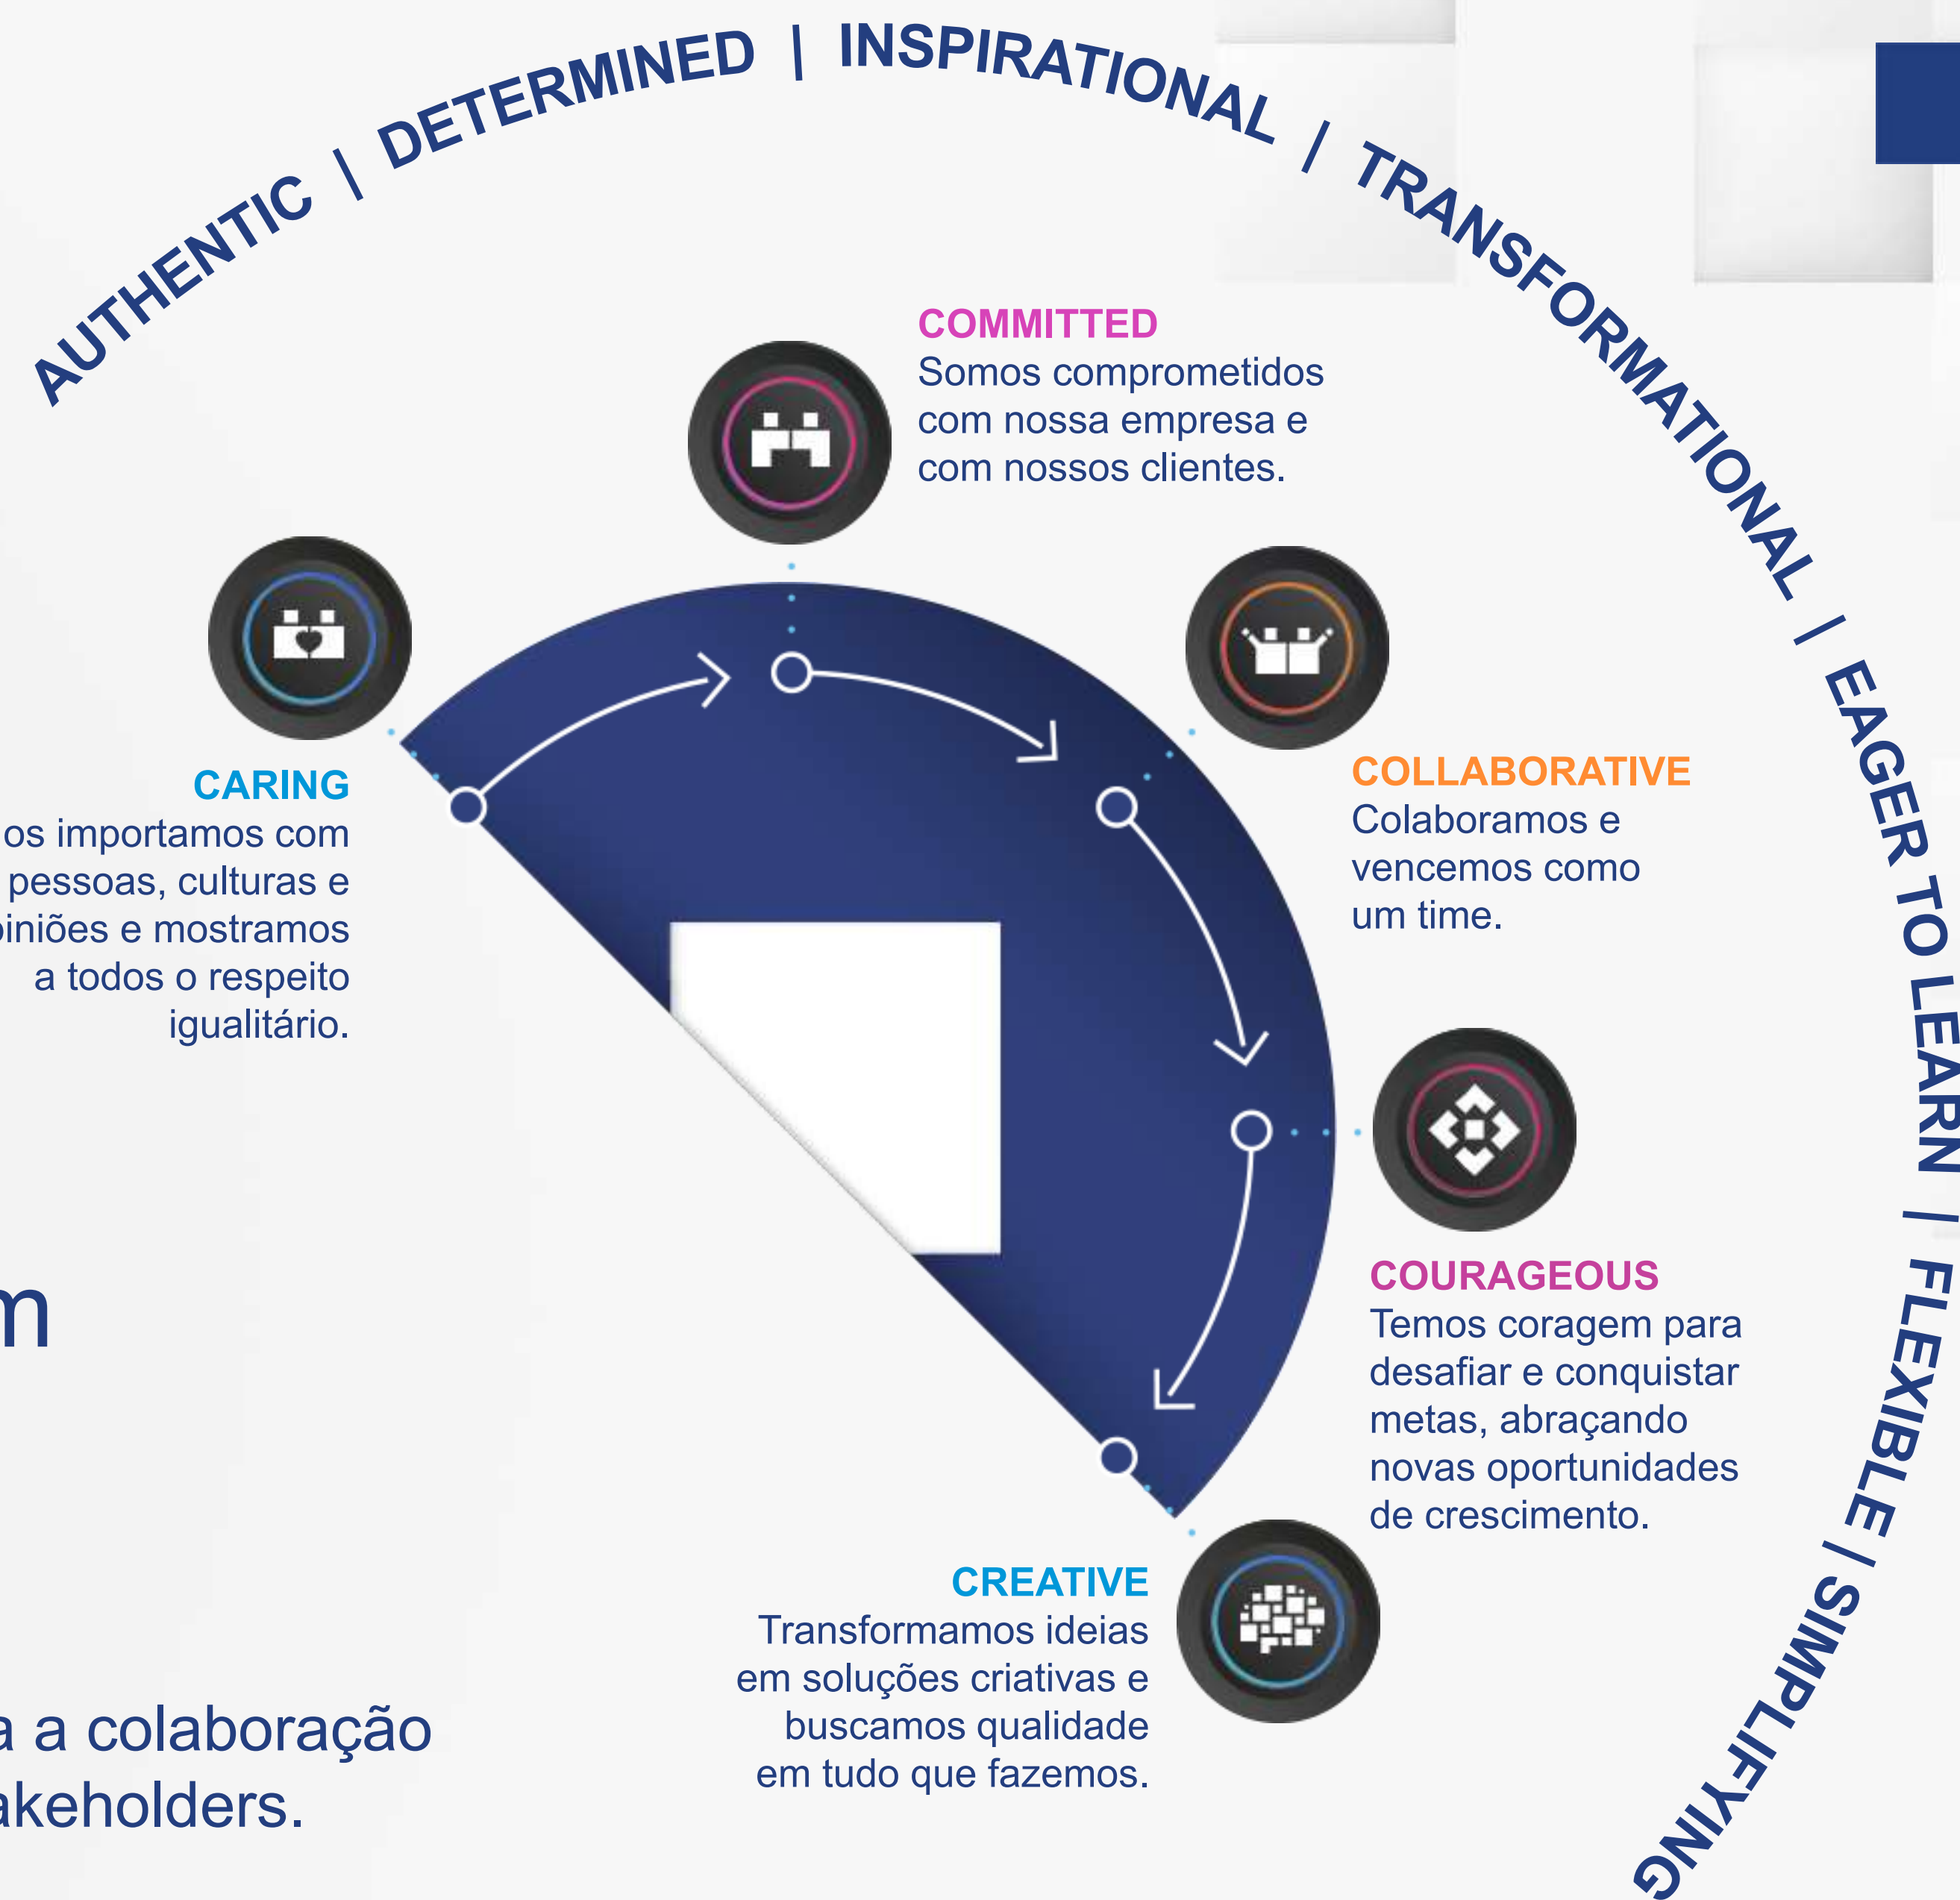 AUTHENTIC | DETERMINED | INSPIRATIONAL | TRANSFORMATIONAL | EAGER TO LEARN | FLEXIBLE | SIMPLIFYING
COMMITTED
Somos comprometidos
com nossa empresa e
com nossos clientes.
CARING
os importamos com
pessoas, culturas e
iniões e mostramos
a todos o respeito
igualitário.
COLLABORATIVE
Colaboramos e
vencemos como
um time.
COURAGEOUS
Temos coragem para
desafiar e conquistar
metas, abraçando
novas oportunidades
de crescimento.
m
CREATIVE
Transformamos ideias
em soluções criativas e
buscamos qualidade
em tudo que fazemos.
a a colaboração
akeholders.